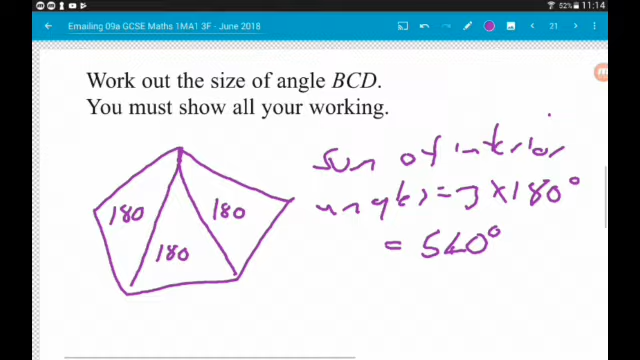 52% 11:14
Emailing 09a GCSE Maths 1MA1 3F - June 2018
21
Work out the size of angle BCD.
You must show all your working.
Sum of interior
angles = 3 × 180°
= 540°
180
180
180